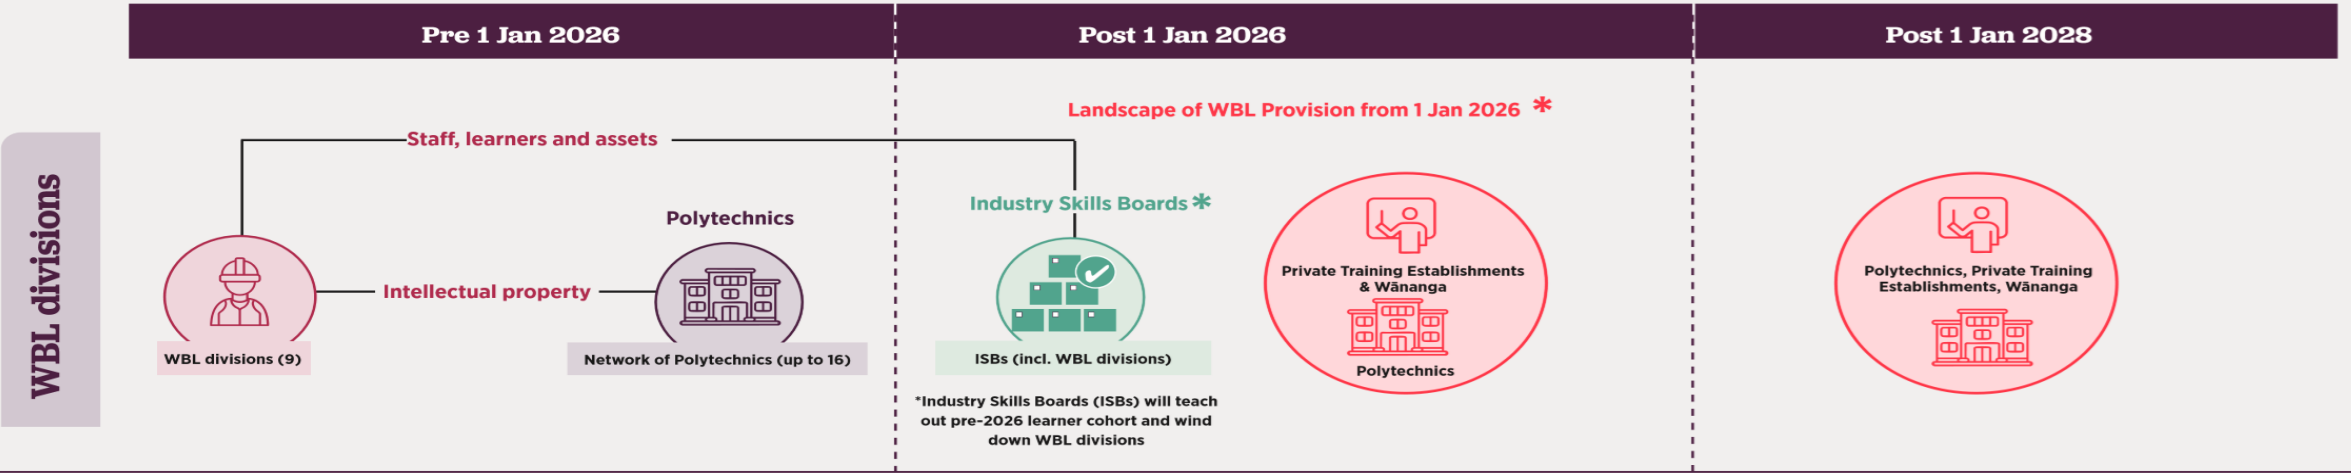 Pre 1 Jan 2026
Post 1 Jan 2026
Post 1 Jan 2028
WBL divisions
Landscape of WBL Provision from 1 Jan 2026 *
Staff, learners and assets
Industry Skills Boards*
Polytechnics
Intellectual property
WBL divisions (9)
Network of Polytechnics (up to 16)
ISBs (incl. WBL divisions)
*Industry Skills Boards (ISBs) will teach
out pre-2026 learner cohort and wind
down WBL divisions
Private Training Establishments
& Wānanga
Polytechnics
Polytechnics, Private Training
Establishments, Wānanga